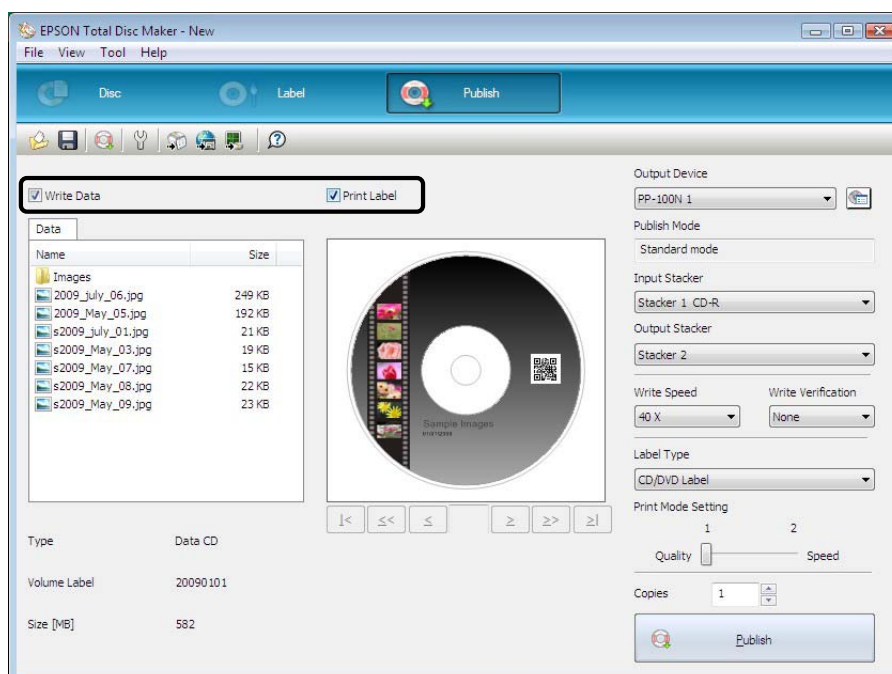 EPSON Total Disc Maker - New
File View Tool Help
Disc Label Publish
Write Data Print Label
Data
Name Size
Images
2009_july_06.jpg 249 KB
2009_May_05.jpg 192 KB
s2009_july_01.jpg 21 KB
s2009_May_03.jpg 19 KB
s2009_May_07.jpg 15 KB
s2009_May_08.jpg 22 KB
s2009_May_09.jpg 23 KB
Sample Images
|< << < > >> >|
Type Data CD
Volume Label 20090101
Size [MB] 582
Output Device
PP-100N 1
Publish Mode
Standard mode
Input Stacker
Stacker 1 CD-R
Output Stacker
Stacker 2
Write Speed Write Verification
40 X None
Label Type
CD/DVD Label
Print Mode Setting
1 2
Quality Speed
Copies 1
Publish